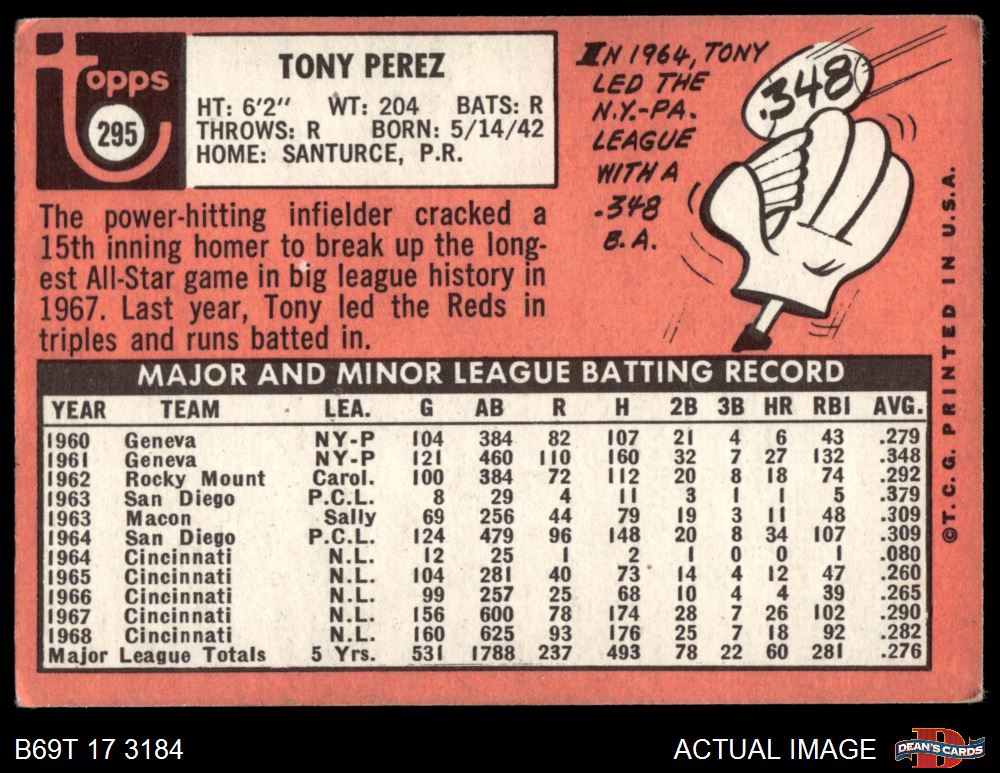 Topps
295
TONY PEREZ
HT: 6'2" WT: 204 BATS: R
THROWS: R BORN: 5/14/42
HOME: SANTURCE, P.R.
IN 1964, TONY
LED THE
N.Y.-PA.
LEAGUE
WITH A
.348
B.A.
.348
The power-hitting infielder cracked a
15th inning homer to break up the long-
est All-Star game in big league history in
1967. Last year, Tony led the Reds in
triples and runs batted in.
MAJOR AND MINOR LEAGUE BATTING RECORD
YEAR TEAM LEA. G AB R H 2B 3B HR RBI AVG.
1960 Geneva NY-P 104 384 82 107 21 4 6 43 .279
1961 Geneva NY-P 121 460 110 160 32 7 27 132 .348
1962 Rocky Mount Carol. 100 384 72 112 20 8 18 74 .292
1963 San Diego P.C.L. 8 29 4 11 3 1 1 5 .379
1963 Macon Sally 69 256 44 79 19 3 11 48 .309
1964 San Diego P.C.L. 124 479 96 148 20 8 34 107 .309
1964 Cincinnati N.L. 12 25 1 2 1 0 0 1 .080
1965 Cincinnati N.L. 104 281 40 73 14 4 12 47 .260
1966 Cincinnati N.L. 99 257 25 68 10 4 4 39 .265
1967 Cincinnati N.L. 156 600 78 174 28 7 26 102 .290
1968 Cincinnati N.L. 160 625 93 176 25 7 18 92 .282
Major League Totals 5 Yrs. 531 1788 237 493 78 22 60 281 .276
©T. C. G. PRINTED IN U.S.A.
B69T 17 3184
ACTUAL IMAGE
D
DEAN'S CARDS